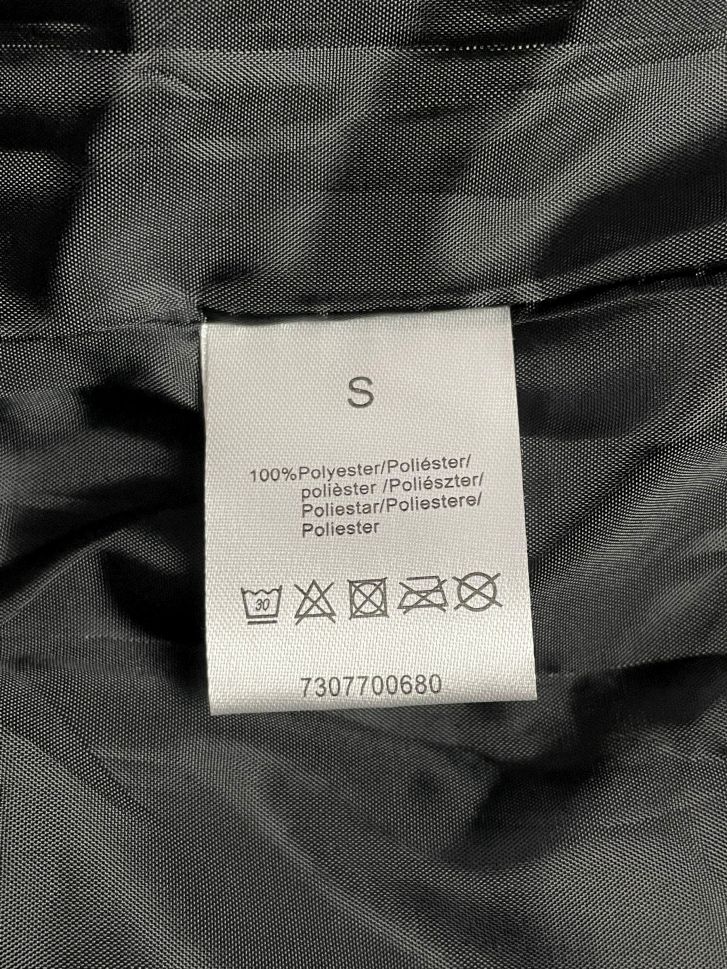 S
100%Polyester/Poliéster/
polièster /Poliészter/
Poliestar/Poliestere/
Poliester
30
7307700680